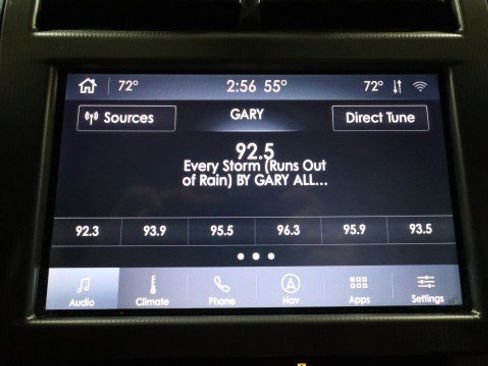 72° 2:56 55° 72°
Sources GARY Direct Tune
92.5
Every Storm (Runs Out
of Rain) BY GARY ALL...
92.3 93.9 95.5 96.3 95.9 93.5
Audio Climate Phone Nav Apps Settings